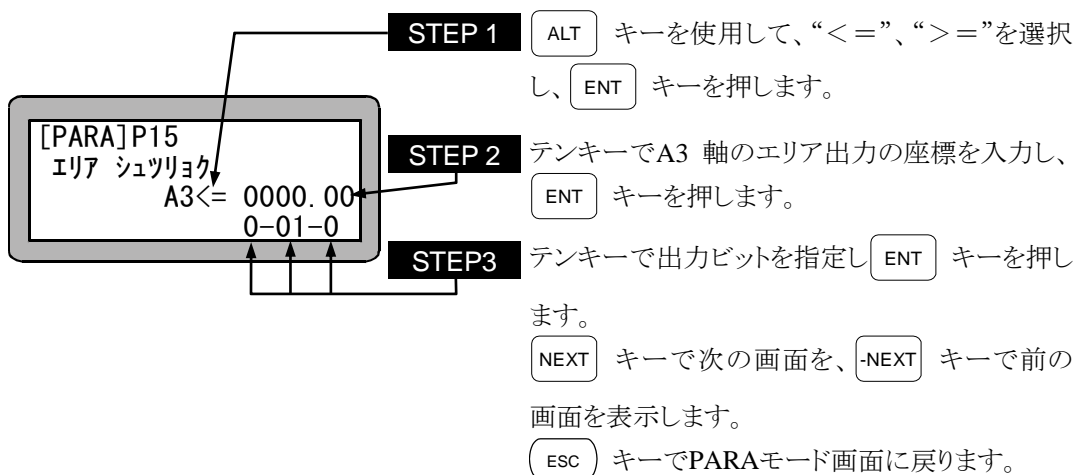 STEP 1
ALT キーを使用して、“<=”、“>=”を選択
し、 ENT キーを押します。
[PARA]P15
エリア シュツリョク
A3<= 0000.00
0-01-0
STEP 2
テンキーでA3 軸のエリア出力の座標を入力し、
ENT キーを押します。
STEP3
テンキーで出力ビットを指定し ENT キーを押し
ます。
NEXT キーで次の画面を、 -NEXT キーで前の
画面を表示します。
ESC キーでPARAモード画面に戻ります。